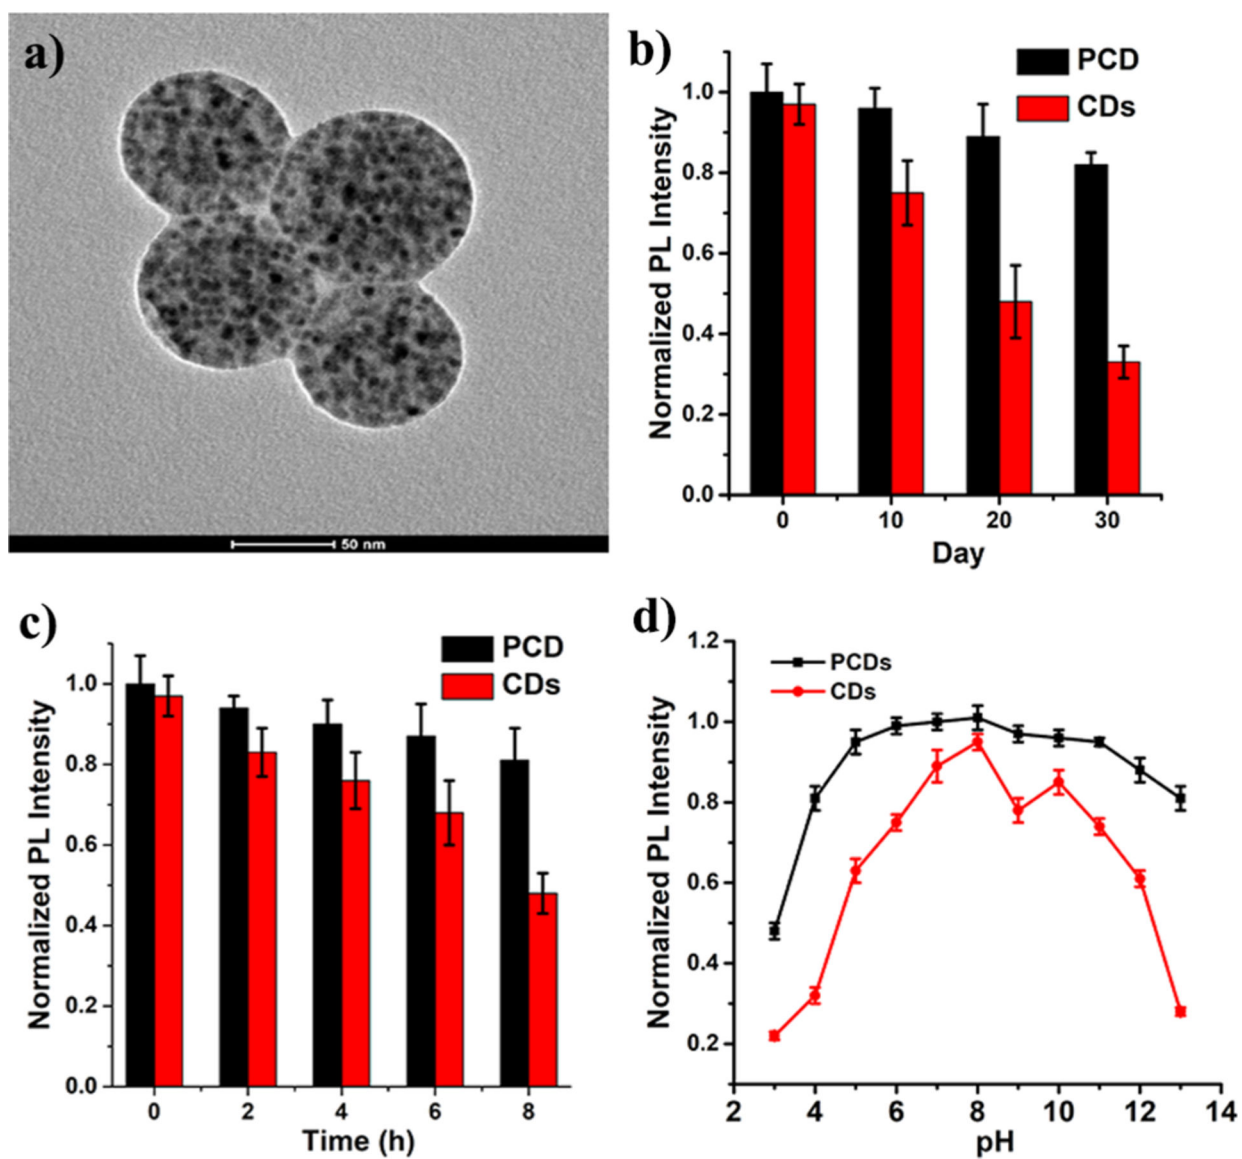 a)
50 nm
b)
PCD
CDs
Normalized PL Intensity
1.0
0.8
0.6
0.4
0.2
0.0
0 10 20 30
Day
c)
PCD
CDs
Normalized PL Intensity
1.0
0.8
0.6
0.4
0.2
0.0
0 2 4 6 8
Time (h)
d)
PCDs
CDs
Normalized PL Intensity
1.2
1.0
0.8
0.6
0.4
0.2
2 4 6 8 10 12 14
pH